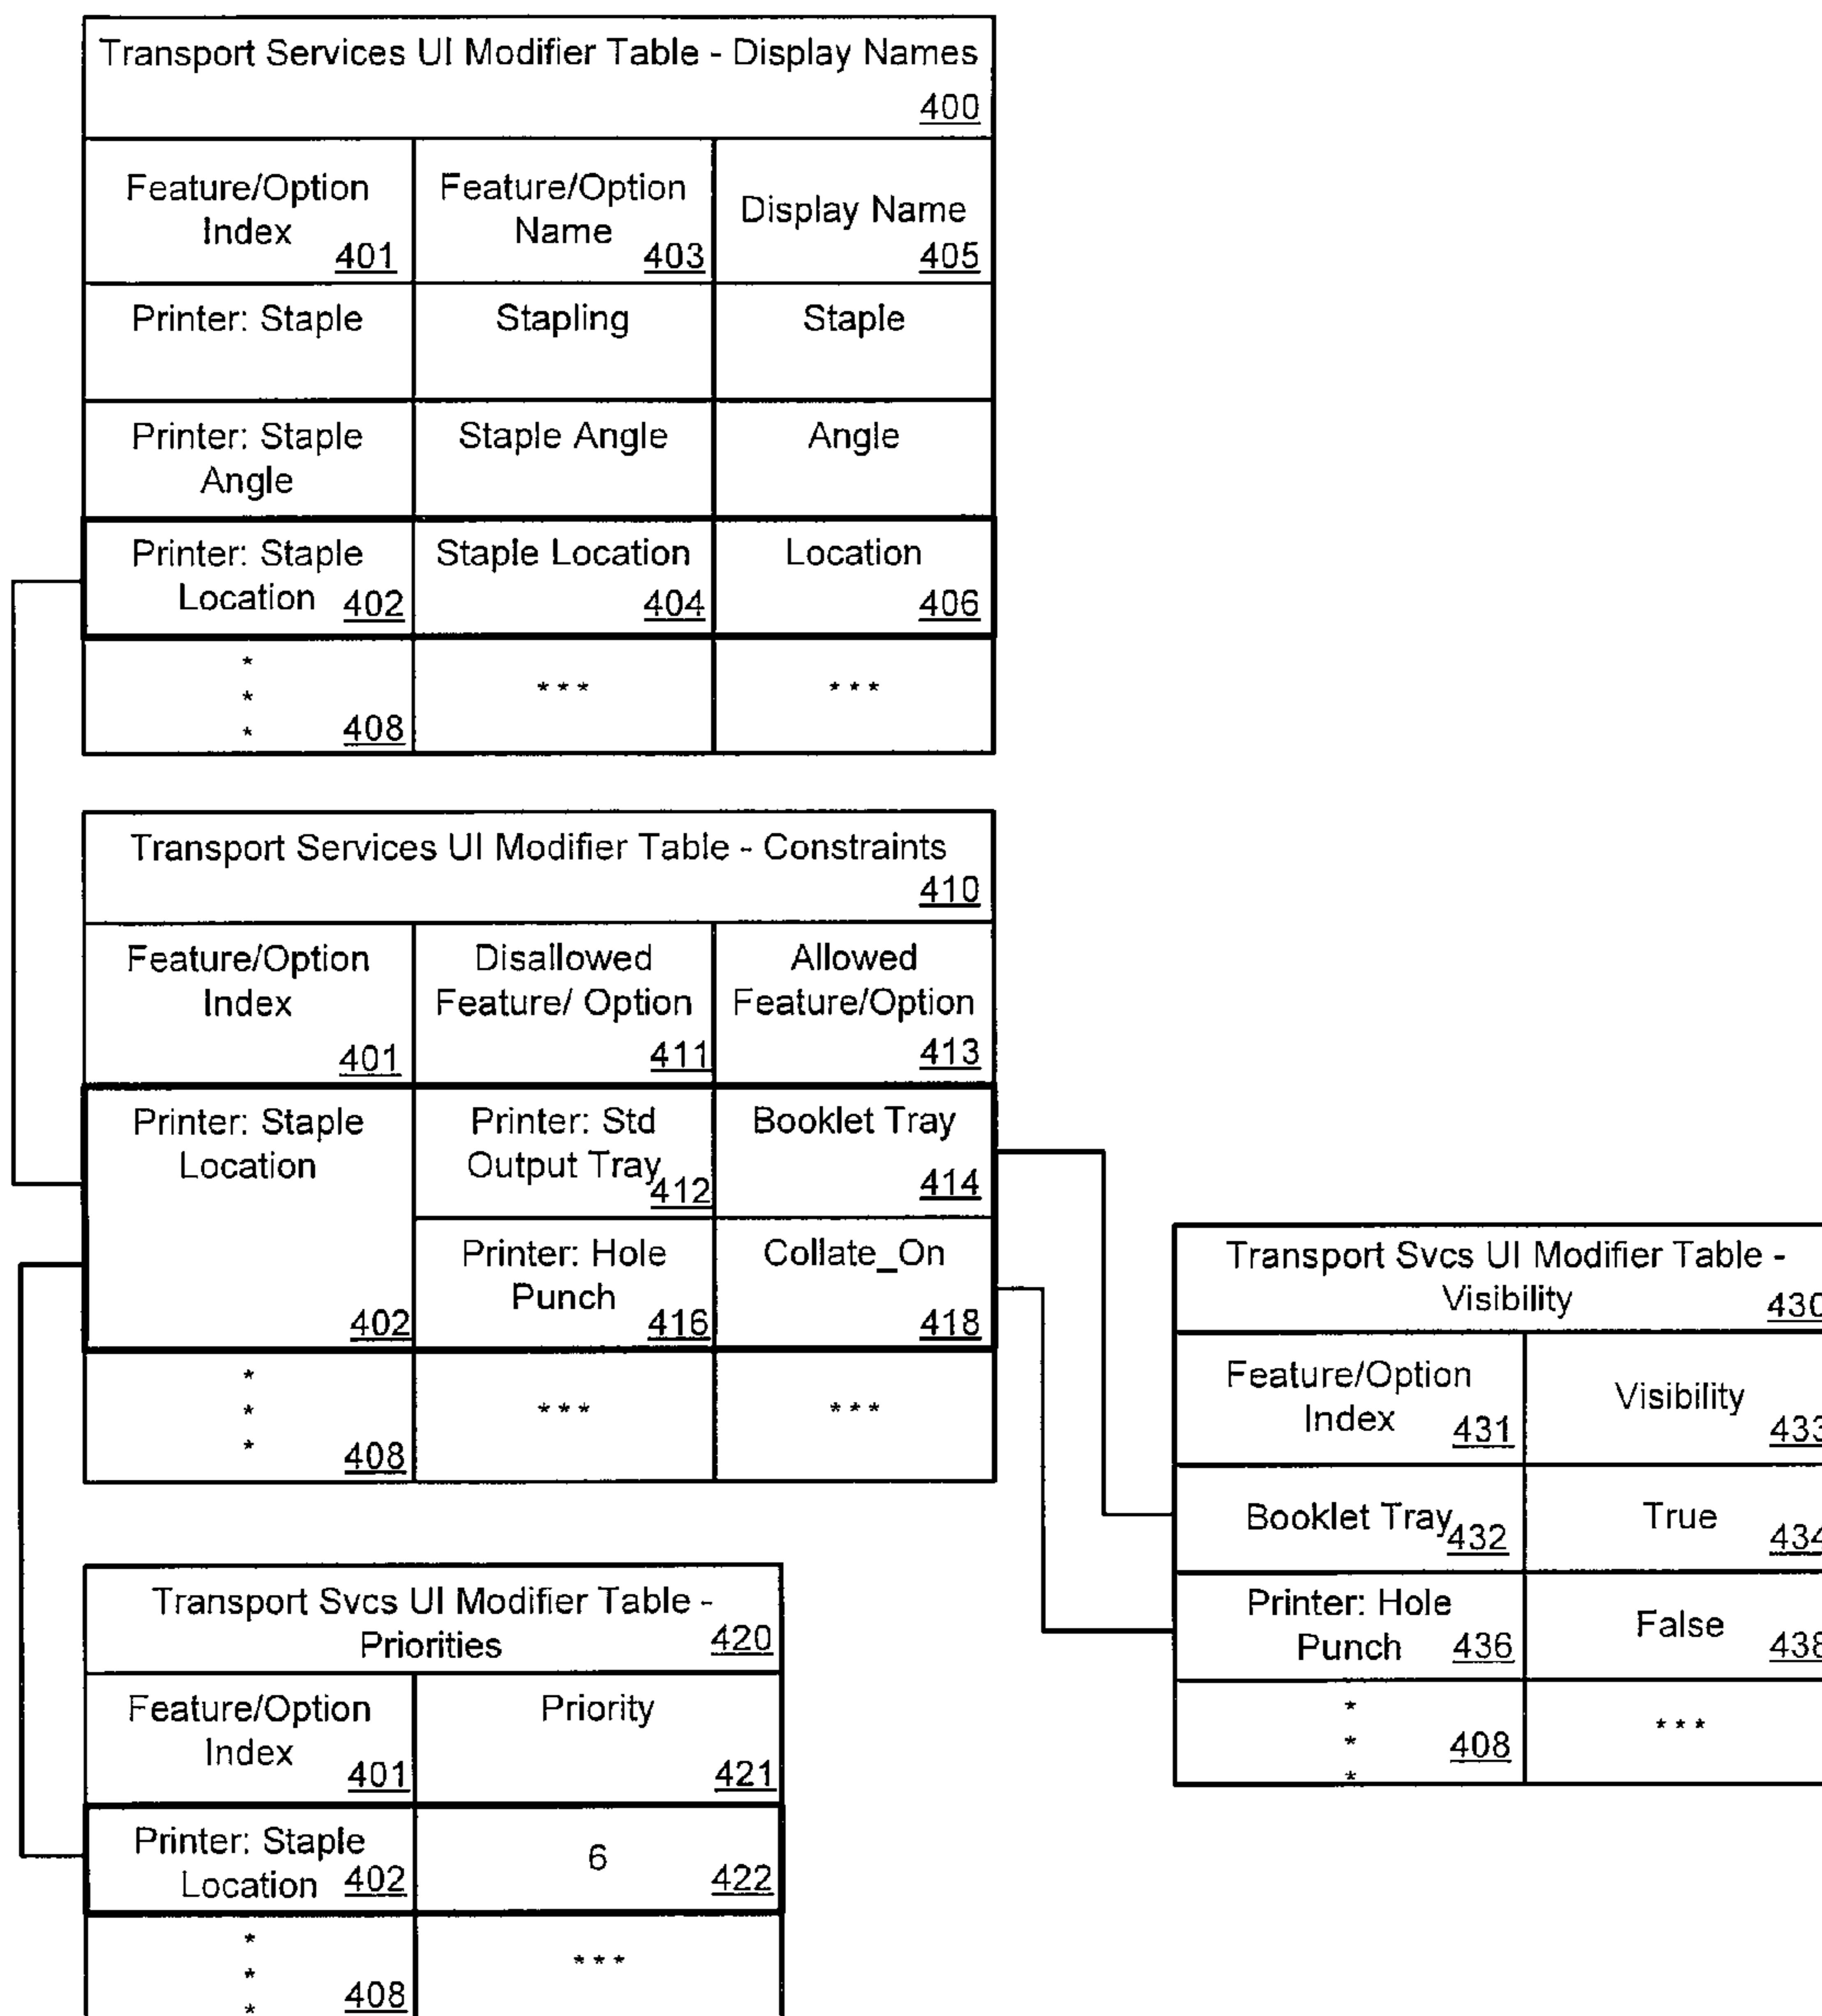 Transport Services UI Modifier Table - Display Names
400
Feature/Option
Index
401
Feature/Option
Name
403
Display Name
405
Printer: Staple
Stapling
Staple
Printer: Staple
Angle
Staple Angle
Angle
Printer: Staple
Location
402
Staple Location
404
Location
406
*
*
*
408
* * *
* * *
Transport Services UI Modifier Table - Constraints
410
Feature/Option
Index
401
Disallowed
Feature/ Option
411
Allowed
Feature/Option
413
Printer: Staple
Location
402
Printer: Std
Output Tray
412
Booklet Tray
414
Printer: Hole
Punch
416
Collate_On
418
*
*
*
408
* * *
* * *
Transport Svcs UI Modifier Table -
Priorities
420
Feature/Option
Index
401
Priority
421
Printer: Staple
Location
402
6
422
*
*
*
408
* * *
Transport Svcs UI Modifier Table -
Visibility
430
Feature/Option
Index
431
Visibility
433
Booklet Tray
432
True
434
Printer: Hole
Punch
436
False
438
*
*
*
408
* * *